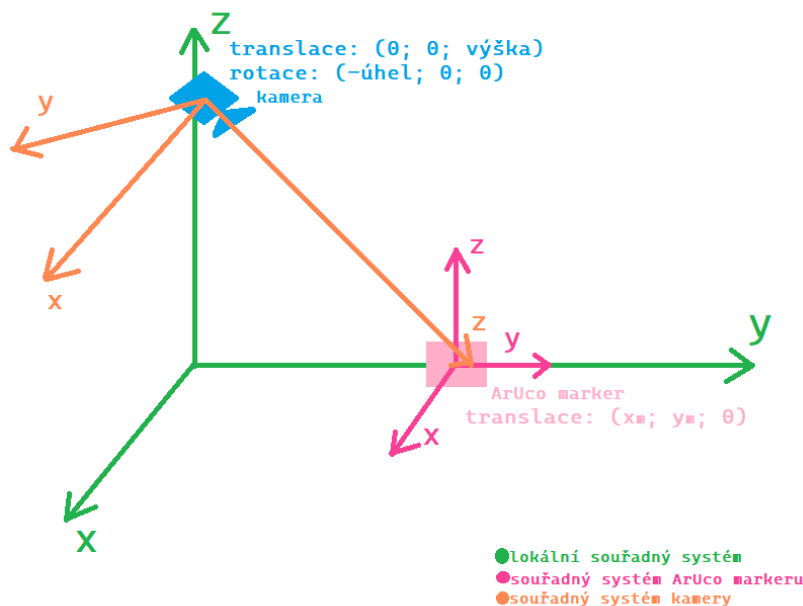 z
translace: (0; 0; výška)
rotace: (-úhel; 0; 0)
kamera
y
x
z
z
y
y
ArUco marker
translace: (xm; ym; 0)
x
x
lokální souřadný systém
souřadný systém ArUco markeru
souřadný systém kamery